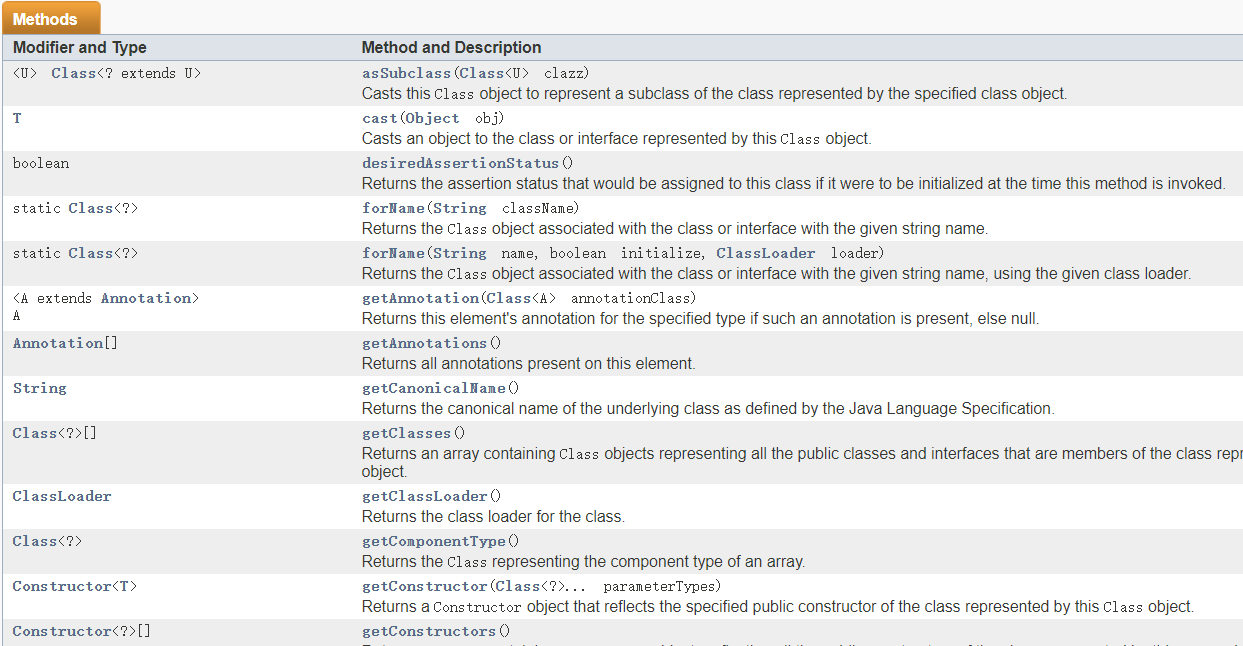 Methods
Modifier and Type Method and Description
<U> Class<? extends U> asSubclass(Class<U> clazz)
Casts this Class object to represent a subclass of the class represented by the specified class object.
T cast(Object obj)
Casts an object to the class or interface represented by this Class object.
boolean desiredAssertionStatus()
Returns the assertion status that would be assigned to this class if it were to be initialized at the time this method is invoked.
static Class<?> forName(String className)
Returns the Class object associated with the class or interface with the given string name.
static Class<?> forName(String name, boolean initialize, ClassLoader loader)
Returns the Class object associated with the class or interface with the given string name, using the given class loader.
<A extends Annotation> getAnnotation(Class<A> annotationClass)
A Returns this element's annotation for the specified type if such an annotation is present, else null.
Annotation[] getAnnotations()
Returns all annotations present on this element.
String getCanonicalName()
Returns the canonical name of the underlying class as defined by the Java Language Specification.
Class<?>[] getClasses()
Returns an array containing Class objects representing all the public classes and interfaces that are members of the class repr
object.
ClassLoader getClassLoader()
Returns the class loader for the class.
Class<?> getComponentType()
Returns the Class representing the component type of an array.
Constructor<T> getConstructor(Class<?>... parameterTypes)
Returns a Constructor object that reflects the specified public constructor of the class represented by this Class object.
Constructor<?>[] getConstructors()